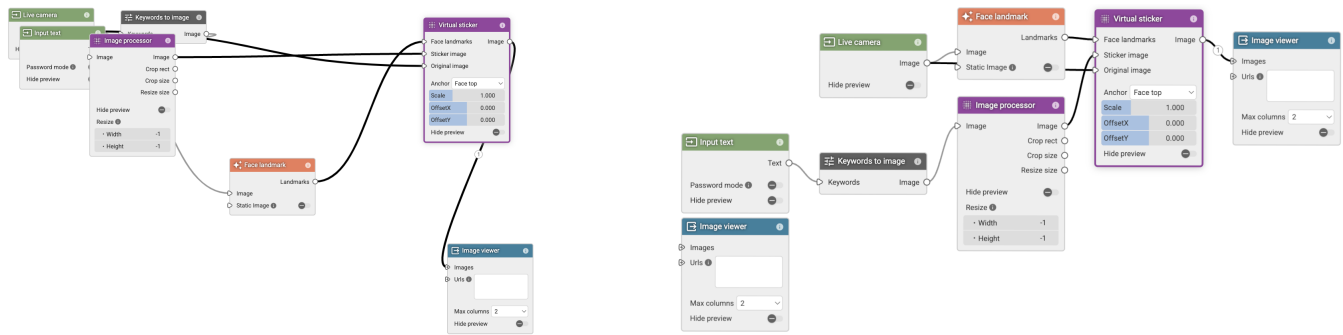 Live camera
Input text
Password mode
Hide preview
Keywords to image
Image
Image processor
Image
Image
Crop rect
Crop size
Resize size
Hide preview
Resize
• Width -1
• Height -1
Face landmark
Landmarks
Image
Static Image
Virtual sticker
Face landmarks Image
Sticker image
Original image
Anchor Face top
Scale 1.000
OffsetX 0.000
OffsetY 0.000
Hide preview
1
Image viewer
Images
Urls
Max columns 2
Hide preview
Live camera
Image
Hide preview
Face landmark
Landmarks
Image
Static Image
Virtual sticker
Face landmarks Image
Sticker image
Original image
Anchor Face top
Scale 1.000
OffsetX 0.000
OffsetY 0.000
Hide preview
1
Image viewer
Images
Urls
Max columns 2
Hide preview
Image processor
Image Image
Crop rect
Crop size
Resize size
Hide preview
Resize
• Width -1
• Height -1
Input text
Text
Password mode
Hide preview
Keywords to image
Keywords Image
Image viewer
Images
Urls
Max columns 2
Hide preview